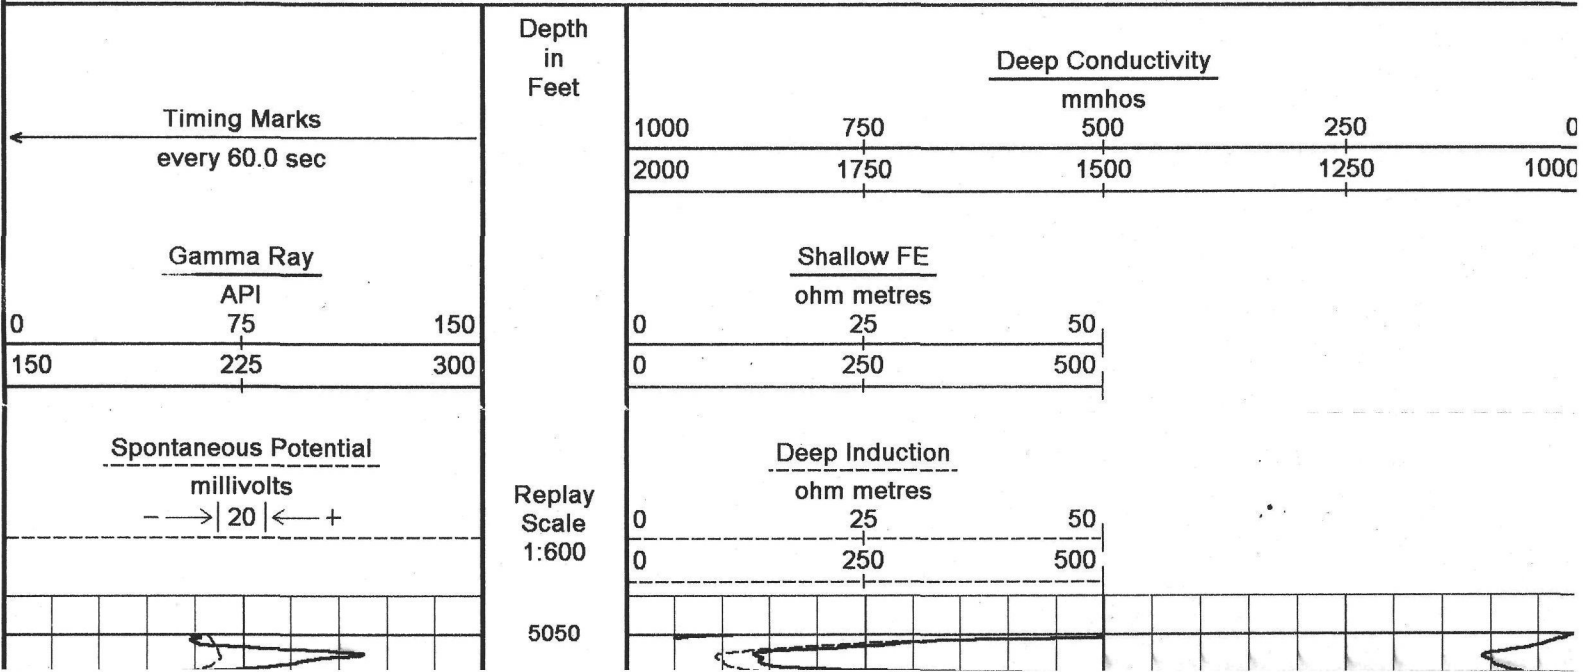 Timing Marks
every 60.0 sec
Gamma Ray
API
0 75 150
150 225 300
Spontaneous Potential
millivolts
− 20 +
Depth
in
Feet
Replay
Scale
1:600
5050
Deep Conductivity
mmhos
1000 750 500 250 0
2000 1750 1500 1250 1000
Shallow FE
ohm metres
0 25 50
0 250 500
Deep Induction
ohm metres
0 25 50
0 250 500